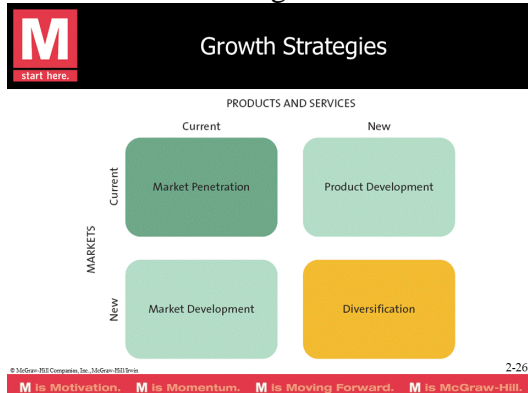 M
start here.
Growth Strategies
PRODUCTS AND SERVICES
Current New
Current
Market Penetration Product Development
MARKETS
New
Market Development Diversification
© McGraw-Hill Companies, Inc., McGraw-Hill/Irwin
2-26
M is Motivation. M is Momentum. M is Moving Forward. M is McGraw-Hill.